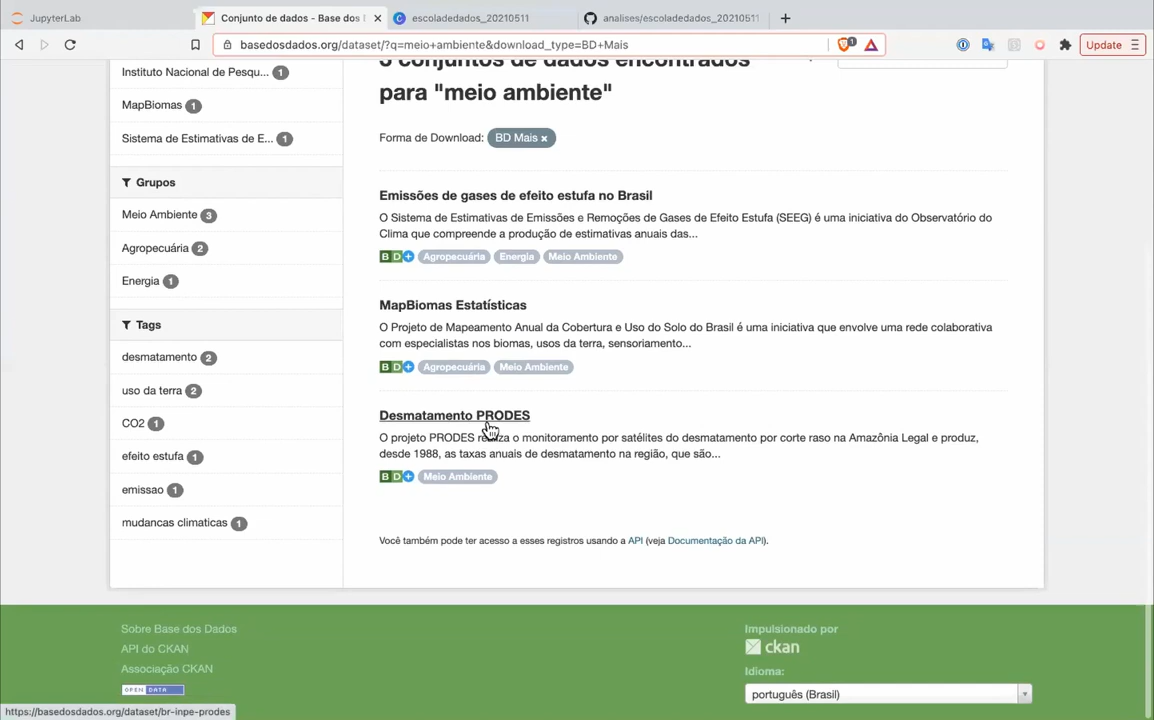 JupyterLab
Conjunto de dados - Base dos
escoladedados_20210511
analises/escoladedados_20210511
basedosdados.org/dataset/?q=meio+ambiente&download_type=BD+Mais
1
Update
Instituto Nacional de Pesqu... 1
MapBiomas 1
Sistema de Estimativas de E... 1
Grupos
Meio Ambiente 3
Agropecuária 2
Energia 1
Tags
desmatamento 2
uso da terra 2
CO2 1
efeito estufa 1
emissao 1
mudancas climaticas 1
3 conjuntos de dados encontrados
para "meio ambiente"
Forma de Download: BD Mais ×
Emissões de gases de efeito estufa no Brasil
O Sistema de Estimativas de Emissões e Remoções de Gases de Efeito Estufa (SEEG) é uma iniciativa do Observatório do
Clima que compreende a produção de estimativas anuais das...
BD+ Agropecuária Energia Meio Ambiente
MapBiomas Estatísticas
O Projeto de Mapeamento Anual da Cobertura e Uso do Solo do Brasil é uma iniciativa que envolve uma rede colaborativa
com especialistas nos biomas, usos da terra, sensoriamento...
BD+ Agropecuária Meio Ambiente
Desmatamento PRODES
O projeto PRODES realiza o monitoramento por satélites do desmatamento por corte raso na Amazônia Legal e produz,
desde 1988, as taxas anuais de desmatamento na região, que são...
BD+ Meio Ambiente
Você também pode ter acesso a esses registros usando a API (veja Documentação da API).
Sobre Base dos Dados
API do CKAN
Associação CKAN
OPEN DATA
Impulsionado por
ckan
Idioma:
português (Brasil)
https://basedosdados.org/dataset/br-inpe-prodes